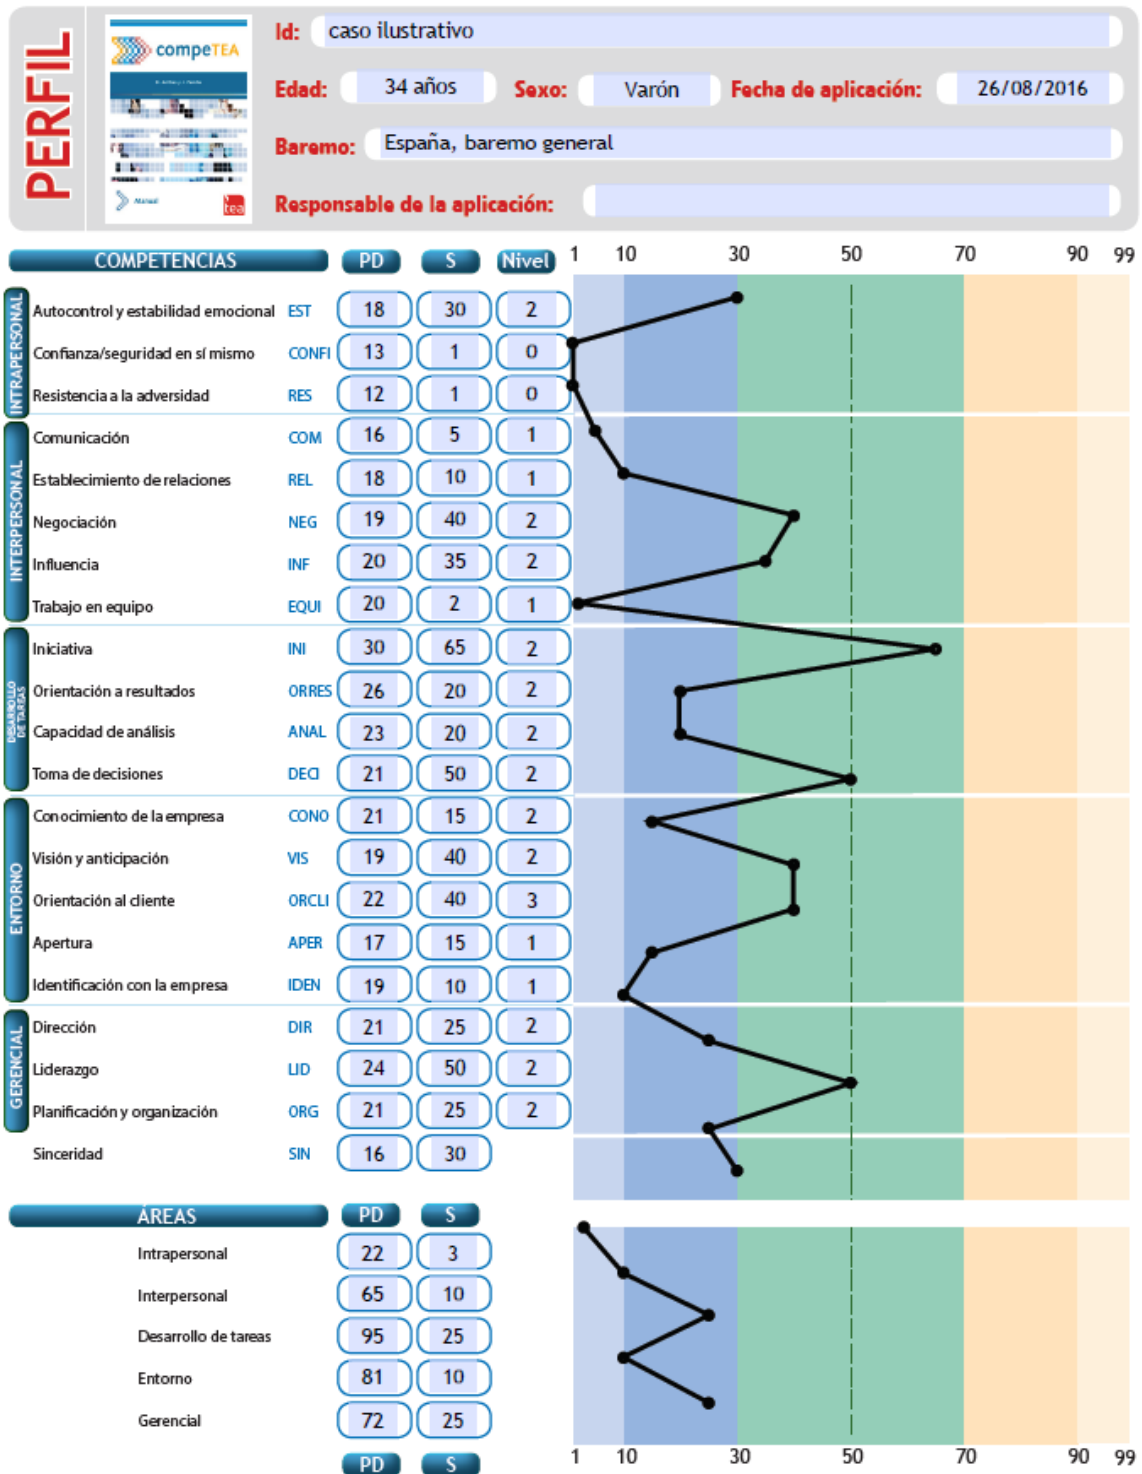 PERFIL
compeTEA
Manual
tea
Id: caso ilustrativo
Edad: 34 años Sexo: Varón Fecha de aplicación: 26/08/2016
Baremo: España, baremo general
Responsable de la aplicación:
COMPETENCIAS PD S Nivel 1 10 30 50 70 90 99
INTRAPERSONAL
Autocontrol y estabilidad emocional EST 18 30 2
Confianza/seguridad en sí mismo CONFI 13 1 0
Resistencia a la adversidad RES 12 1 0
INTERPERSONAL
Comunicación COM 16 5 1
Establecimiento de relaciones REL 18 10 1
Negociación NEG 19 40 2
Influencia INF 20 35 2
Trabajo en equipo EQUI 20 2 1
DESARROLLO
DE TAREAS
Iniciativa INI 30 65 2
Orientación a resultados ORRES 26 20 2
Capacidad de análisis ANAL 23 20 2
Toma de decisiones DECI 21 50 2
ENTORNO
Conocimiento de la empresa CONO 21 15 2
Visión y anticipación VIS 19 40 2
Orientación al cliente ORCLI 22 40 3
Apertura APER 17 15 1
Identificación con la empresa IDEN 19 10 1
GERENCIAL
Dirección DIR 21 25 2
Liderazgo LID 24 50 2
Planificación y organización ORG 21 25 2
Sinceridad SIN 16 30
ÁREAS PD S
Intrapersonal 22 3
Interpersonal 65 10
Desarrollo de tareas 95 25
Entorno 81 10
Gerencial 72 25
PD S 1 10 30 50 70 90 99